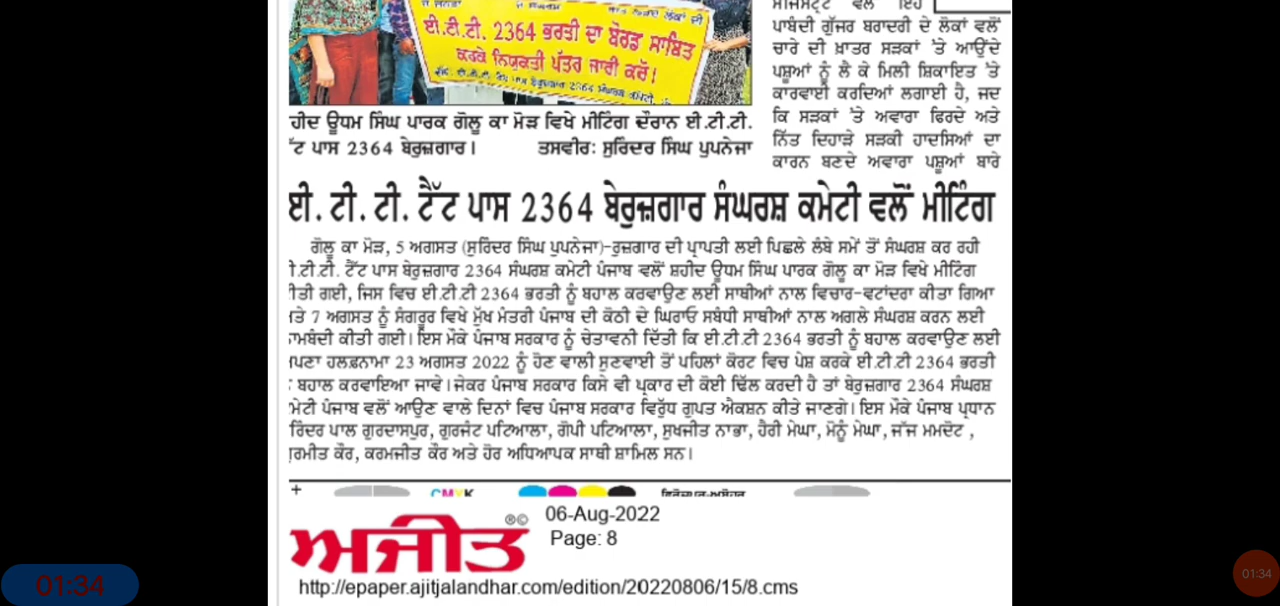 ਈ.ਟੀ.ਟੀ. 2364 ਭਰਤੀ ਦਾ ਬੋਰਡ ਸਾਬਿਤ
ਕਰਕੇ ਨਿਯੁਕਤੀ ਪੱਤਰ ਜਾਰੀ ਕਰੋ!
ਹੀਦ ਊਧਮ ਸਿੰਘ ਪਾਰਕ ਗੋਲੂ ਕਾ ਮੋੜ ਵਿਖੇ ਮੀਟਿੰਗ ਦੌਰਾਨ ਈ.ਟੀ.ਟੀ.
ੱਟ ਪਾਸ 2364 ਬੇਰੁਜ਼ਗਾਰ। ਤਸਵੀਰ: ਸੁਰਿੰਦਰ ਸਿੰਘ ਪੁਪਨੇਜਾ
ਪਾਬੰਦੀ ਗੁੱਜਰ ਬਰਾਦਰੀ ਦੇ ਲੋਕਾਂ ਵਲੋਂ
ਚਾਰੇ ਦੀ ਖ਼ਾਤਰ ਸੜਕਾਂ 'ਤੇ ਆਉਂਦੇ
ਪਸ਼ੂਆਂ ਨੂੰ ਲੈ ਕੇ ਮਿਲੀ ਸ਼ਿਕਾਇਤ 'ਤੇ
ਕਾਰਵਾਈ ਕਰਦਿਆਂ ਲਗਾਈ ਹੈ, ਜਦ
ਕਿ ਸੜਕਾਂ 'ਤੇ ਅਵਾਰਾ ਫਿਰਦੇ ਅਤੇ
ਨਿੱਤ ਦਿਹਾੜੇ ਸੜਕੀ ਹਾਦਸਿਆਂ ਦਾ
ਕਾਰਨ ਬਣਦੇ ਅਵਾਰਾ ਪਸ਼ੂਆਂ ਬਾਰੇ
ਈ.ਟੀ.ਟੀ. ਟੈੱਟ ਪਾਸ 2364 ਬੇਰੁਜ਼ਗਾਰ ਸੰਘਰਸ਼ ਕਮੇਟੀ ਵਲੋਂ ਮੀਟਿੰਗ
ਗੋਲੂ ਕਾ ਮੋੜ, 5 ਅਗਸਤ (ਸੁਰਿੰਦਰ ਸਿੰਘ ਪੁਪਨੇਜਾ)-ਰੁਜ਼ਗਾਰ ਦੀ ਪ੍ਰਾਪਤੀ ਲਈ ਪਿਛਲੇ ਲੰਬੇ ਸਮੇਂ ਤੋਂ ਸੰਘਰਸ਼ ਕਰ ਰਹੀ
ੀ.ਟੀ.ਟੀ. ਟੈੱਟ ਪਾਸ ਬੇਰੁਜ਼ਗਾਰ 2364 ਸੰਘਰਸ਼ ਕਮੇਟੀ ਪੰਜਾਬ ਵਲੋਂ ਸ਼ਹੀਦ ਊਧਮ ਸਿੰਘ ਪਾਰਕ ਗੋਲੂ ਕਾ ਮੋੜ ਵਿਖੇ ਮੀਟਿੰਗ
ੀਤੀ ਗਈ, ਜਿਸ ਵਿਚ ਈ.ਟੀ.ਟੀ 2364 ਭਰਤੀ ਨੂੰ ਬਹਾਲ ਕਰਵਾਉਣ ਲਈ ਸਾਥੀਆਂ ਨਾਲ ਵਿਚਾਰ-ਵਟਾਂਦਰਾ ਕੀਤਾ ਗਿਆ
ਤੇ 7 ਅਗਸਤ ਨੂੰ ਸੰਗਰੂਰ ਵਿਖੇ ਮੁੱਖ ਮੰਤਰੀ ਪੰਜਾਬ ਦੀ ਕੋਠੀ ਦੇ ਘਿਰਾਓ ਸਬੰਧੀ ਸਾਥੀਆਂ ਨਾਲ ਅਗਲੇ ਸੰਘਰਸ਼ ਕਰਨ ਲਈ
ਾਮਬੰਦੀ ਕੀਤੀ ਗਈ। ਇਸ ਮੌਕੇ ਪੰਜਾਬ ਸਰਕਾਰ ਨੂੰ ਚੇਤਾਵਨੀ ਦਿੱਤੀ ਕਿ ਈ.ਟੀ.ਟੀ 2364 ਭਰਤੀ ਨੂੰ ਬਹਾਲ ਕਰਵਾਉਣ ਲਈ
ਪਣਾ ਹਲਫ਼ਨਾਮਾ 23 ਅਗਸਤ 2022 ਨੂੰ ਹੋਣ ਵਾਲੀ ਸੁਣਵਾਈ ਤੋਂ ਪਹਿਲਾਂ ਕੋਰਟ ਵਿਚ ਪੇਸ਼ ਕਰਕੇ ਈ.ਟੀ.ਟੀ 2364 ਭਰਤੀ
ਬਹਾਲ ਕਰਵਾਇਆ ਜਾਵੇ। ਜੇਕਰ ਪੰਜਾਬ ਸਰਕਾਰ ਕਿਸੇ ਵੀ ਪ੍ਰਕਾਰ ਦੀ ਕੋਈ ਢਿੱਲ ਕਰਦੀ ਹੈ ਤਾਂ ਬੇਰੁਜ਼ਗਾਰ 2364 ਸੰਘਰਸ਼
ਮੇਟੀ ਪੰਜਾਬ ਵਲੋਂ ਆਉਣ ਵਾਲੇ ਦਿਨਾਂ ਵਿਚ ਪੰਜਾਬ ਸਰਕਾਰ ਵਿਰੁੱਧ ਗੁਪਤ ਐਕਸ਼ਨ ਕੀਤੇ ਜਾਣਗੇ। ਇਸ ਮੌਕੇ ਪੰਜਾਬ ਪ੍ਰਧਾਨ
ਰਿੰਦਰ ਪਾਲ ਗੁਰਦਾਸਪੁਰ, ਗੁਰਜੰਟ ਪਟਿਆਲਾ, ਗੋਪੀ ਪਟਿਆਲਾ, ਸੁਖਜੀਤ ਨਾਭਾ, ਹੈਰੀ ਮੇਘਾ, ਮੋਨੂੰ ਮੇਘਾ, ਜੱਜ ਮਮਦੋਟ ,
ੁਰਮੀਤ ਕੌਰ, ਕਰਮਜੀਤ ਕੌਰ ਅਤੇ ਹੋਰ ਅਧਿਆਪਕ ਸਾਥੀ ਸ਼ਾਮਿਲ ਸਨ।
CMYK
ਅਜੀਤ ®©
06-Aug-2022
Page: 8
http://epaper.ajitjalandhar.com/edition/20220806/15/8.cms
01:34
01:34